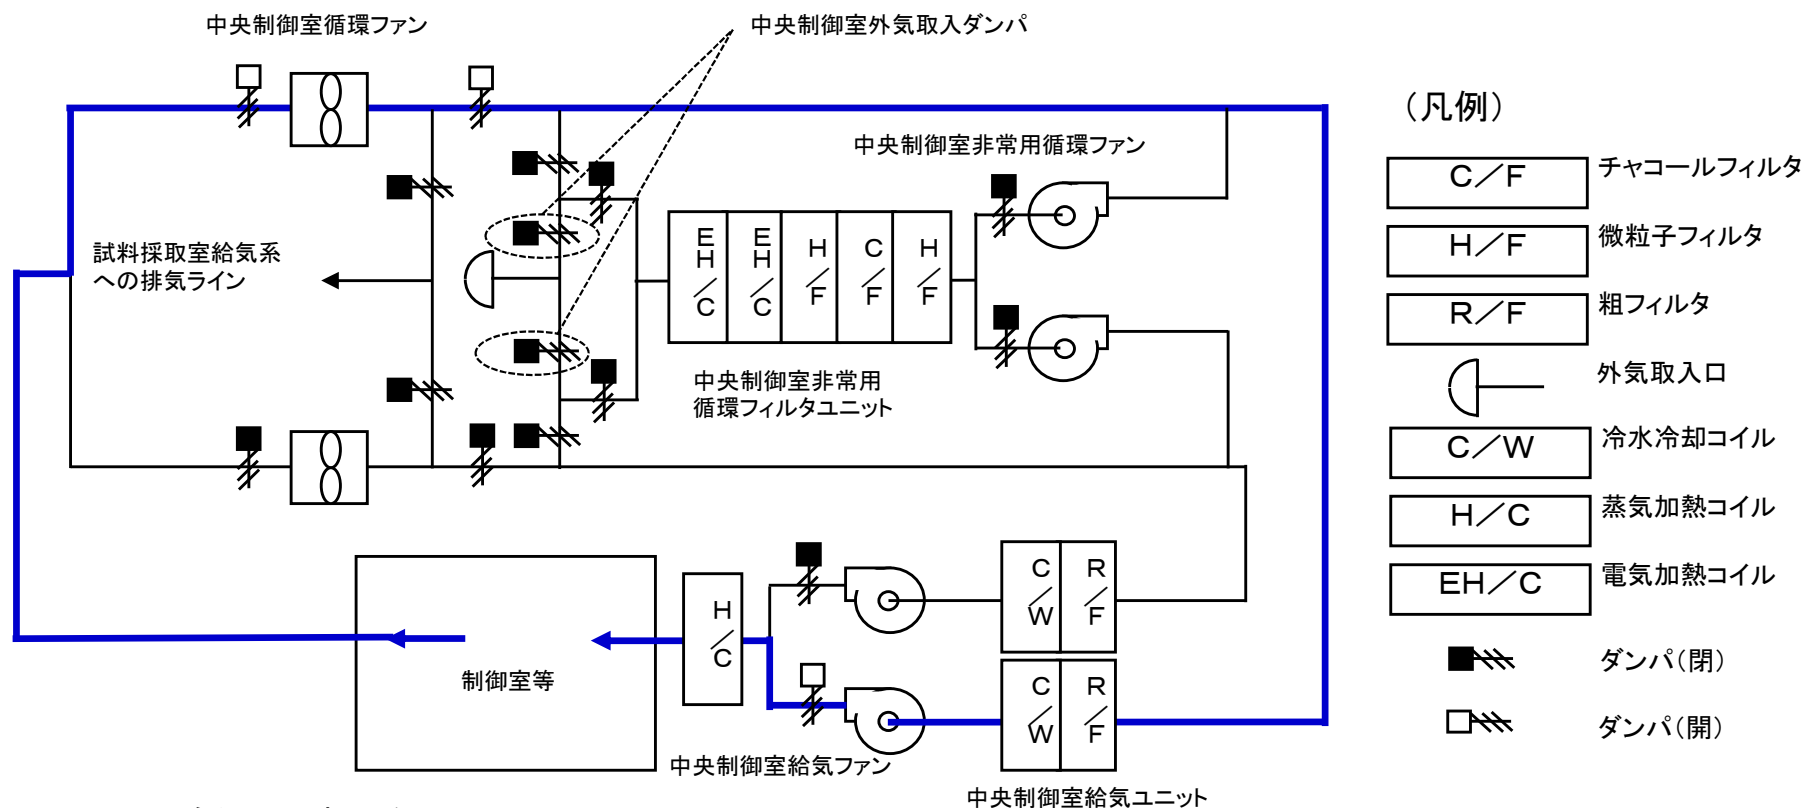 中央制御室循環ファン
中央制御室外気取入ダンパ
(凡例)
中央制御室非常用循環ファン
C/F
チャコールフィルタ
H/F
微粒子フィルタ
R/F
粗フィルタ
外気取入口
C/W
冷水冷却コイル
H/C
蒸気加熱コイル
EH/C
電気加熱コイル
ダンパ(閉)
ダンパ(開)
試料採取室給気系
への排気ライン
EH/C
EH/C
H/F
C/F
H/F
中央制御室非常用
循環フィルタユニット
C/W
R/F
H/C
制御室等
C/W
R/F
中央制御室給気ファン
中央制御室給気ユニット